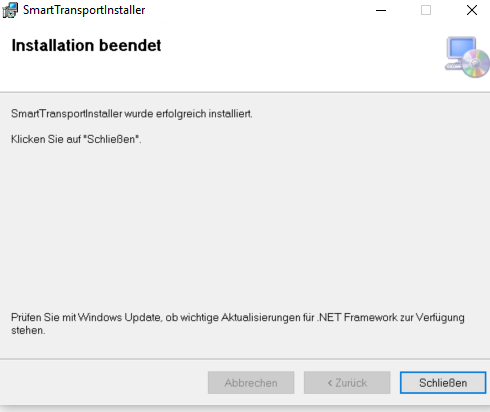 SmartTransportInstaller
Installation beendet
SmartTransportInstaller wurde erfolgreich installiert.
Klicken Sie auf "Schließen".
Prüfen Sie mit Windows Update, ob wichtige Aktualisierungen für .NET Framework zur Verfügung
stehen.
Abbrechen < Zurück Schließen